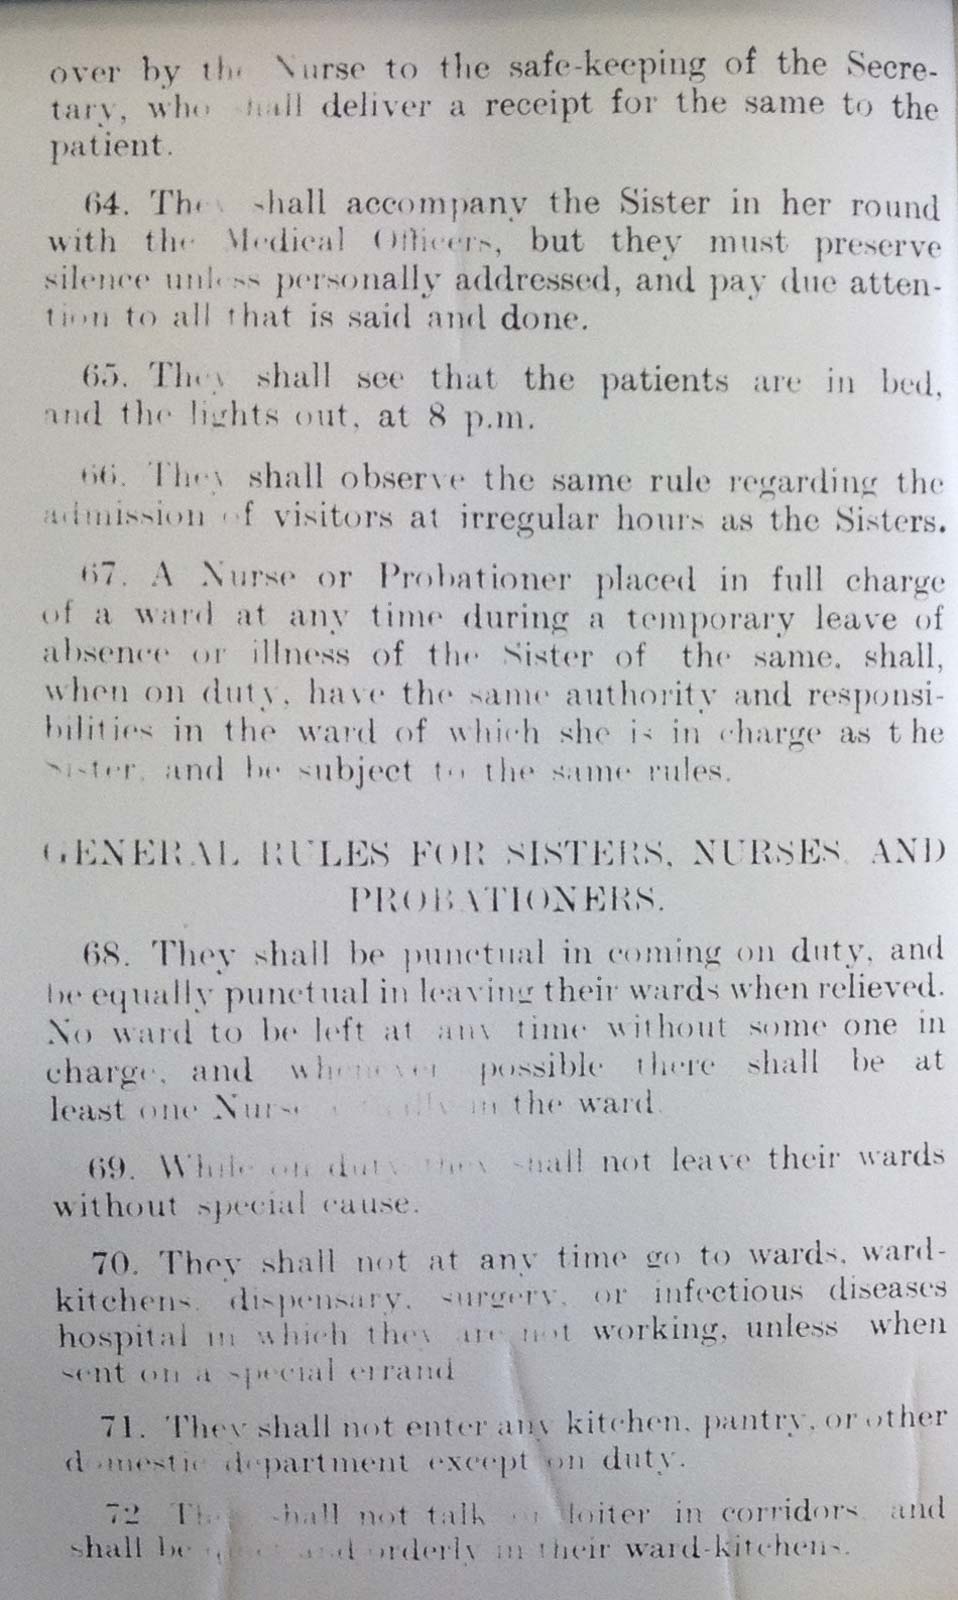 over by the Nurse to the safe-keeping of the Secre-
tary, who shall deliver a receipt for the same to the
patient.
64. They shall accompany the Sister in her round
with the Medical Officers, but they must preserve
silence unless personally addressed, and pay due atten-
tion to all that is said and done.
65. They shall see that the patients are in bed,
and the lights out, at 8 p.m.
66. They shall observe the same rule regarding the
admission of visitors at irregular hours as the Sisters.
67. A Nurse or Probationer placed in full charge
of a ward at any time during a temporary leave of
absence or illness of the Sister of the same, shall,
when on duty, have the same authority and responsi-
bilities in the ward of which she is in charge as the
Sister, and be subject to the same rules.
GENERAL RULES FOR SISTERS, NURSES, AND
PROBATIONERS.
68. They shall be punctual in coming on duty, and
be equally punctual in leaving their wards when relieved.
No ward to be left at any time without some one in
charge, and whenever possible there shall be at
least one Nurse actually in the ward.
69. While on duty they shall not leave their wards
without special cause.
70. They shall not at any time go to wards, ward-
kitchens, dispensary, surgery, or infectious diseases
hospital in which they are not working, unless when
sent on a special errand
71. They shall not enter any kitchen, pantry, or other
domestic department except on duty.
72 They shall not talk or loiter in corridors, and
shall be quiet and orderly in their ward-kitchens.